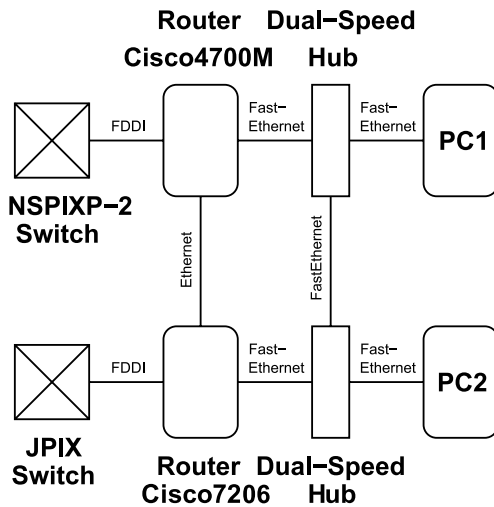 Router Dual−Speed
Cisco4700M Hub
FDDI
Fast−
Ethernet
Fast−
Ethernet
PC1
NSPIXP−2
Switch
Ethernet
FastEthernet
FDDI
Fast−
Ethernet
Fast−
Ethernet
PC2
JPIX
Switch
Router Dual−Speed
Cisco7206 Hub